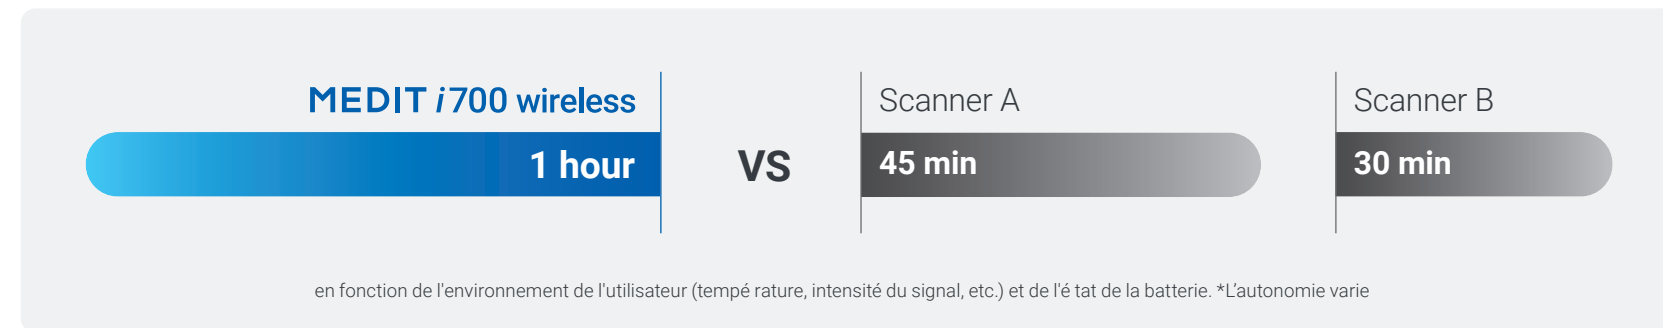 MEDIT i700 wireless
1 hour
VS
Scanner A
45 min
Scanner B
30 min
en fonction de l'environnement de l'utilisateur (tempé rature, intensité du signal, etc.) et de l'é tat de la batterie. *L’autonomie varie